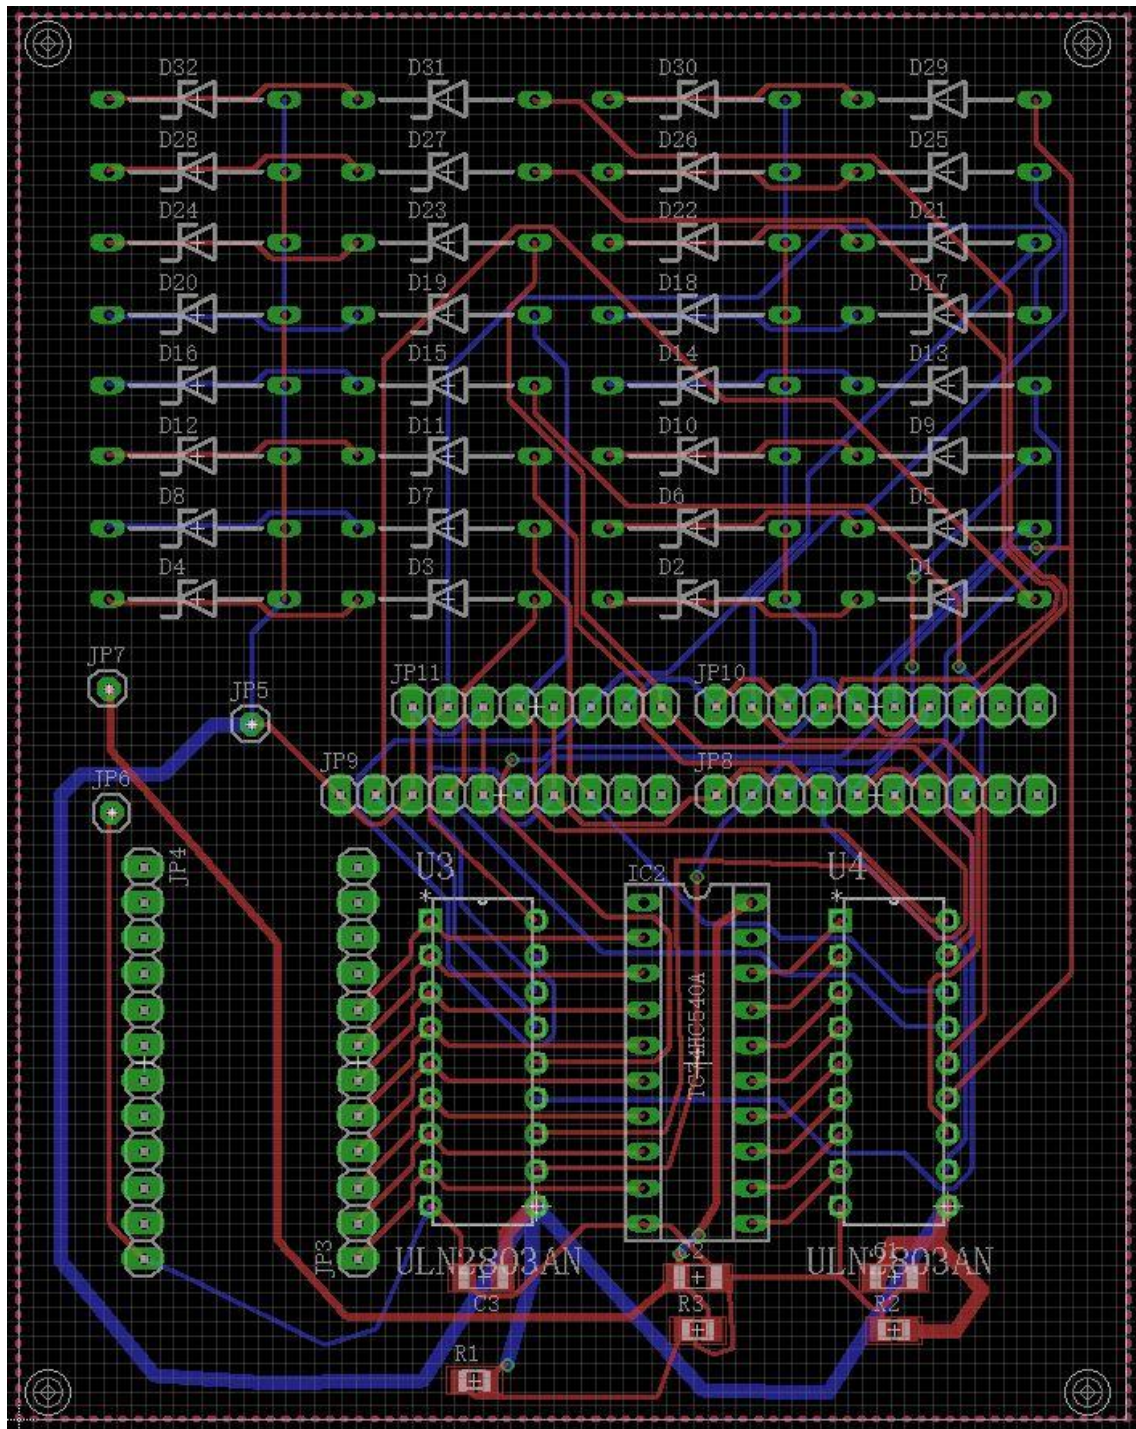 D32 D31 D30 D29
D28 D27 D26 D25
D24 D23 D22 D21
D20 D19 D18 D17
D16 D15 D14 D13
D12 D11 D10 D9
D8 D7 D6 D5
D4 D3 D2 D1
JP7
JP5
JP11 JP10
JP6
JP9 JP8
JP4
U3
IC2
U4
*
*
TC74HC540A
JP3
ULN2803AN
C2
ULN2803AN
C3
R3
R2
R1